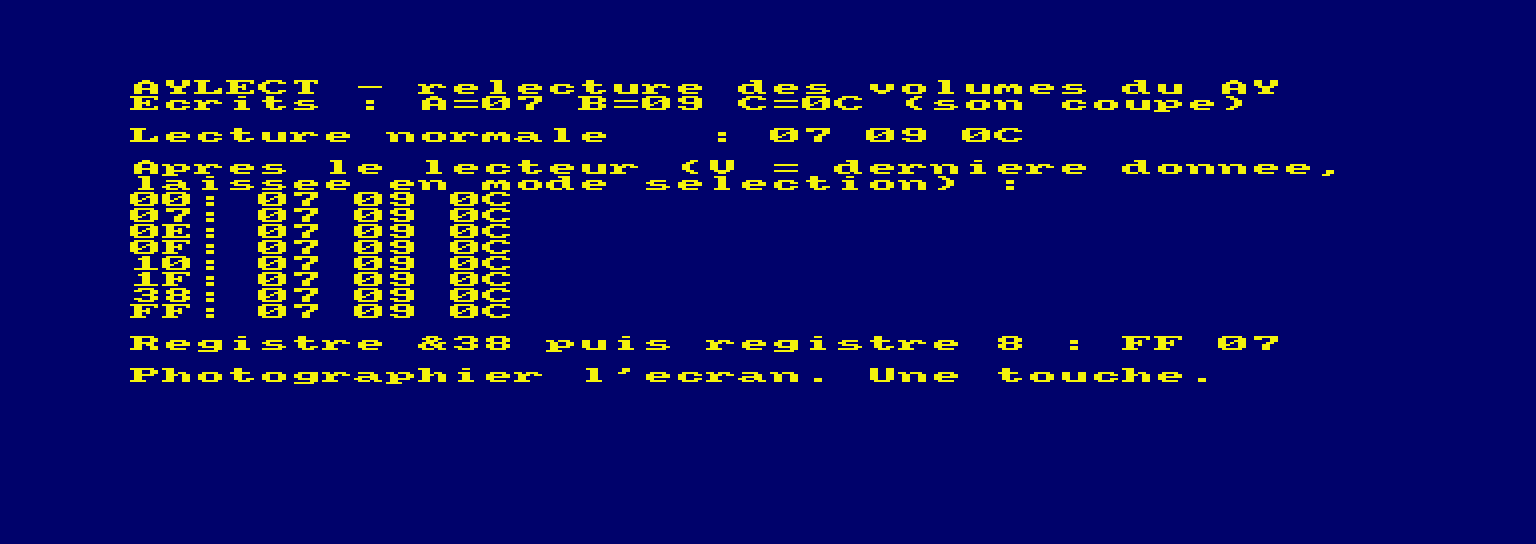 AYLECT - relecture des volumes du AY
Ecrits : A=07 B=09 C=0C (son coupe)
Lecture normale : 07 09 0C
Apres le lecteur (V = derniere donnee,
laissee en mode selection) :
00: 07 09 0C
07: 07 09 0C
0E: 07 09 0C
0F: 07 09 0C
10: 07 09 0C
1F: 07 09 0C
38: 07 09 0C
FF: 07 09 0C
Registre &38 puis registre 8 : FF 07
Photographier l'ecran. Une touche.